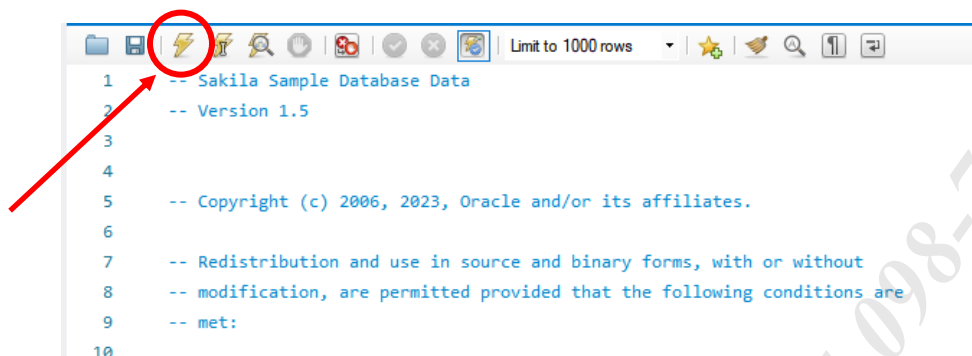 Limit to 1000 rows
1 -- Sakila Sample Database Data
2 -- Version 1.5
3
4
5 -- Copyright (c) 2006, 2023, Oracle and/or its affiliates.
6
7 -- Redistribution and use in source and binary forms, with or without
8 -- modification, are permitted provided that the following conditions are
9 -- met:
10
098-